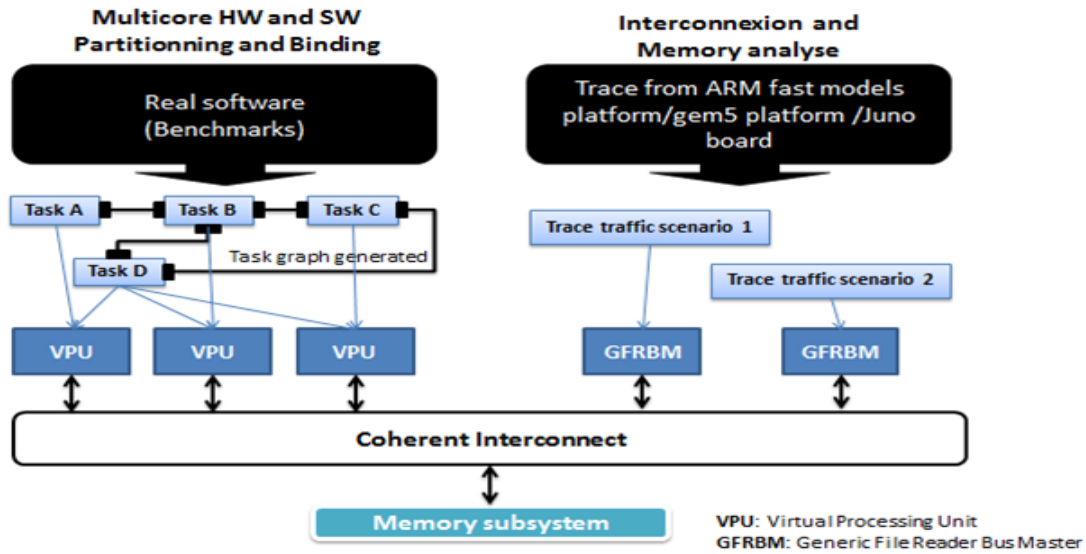 Multicore HW and SW
Partitionning and Binding
Real software
(Benchmarks)
Task A
Task B
Task C
Task graph generated
Task D
VPU
VPU
VPU
Interconnexion and
Memory analyse
Trace from ARM fast models
platform/gem5 platform /Juno
board
Trace traffic scenario 1
Trace traffic scenario 2
GFRBM
GFRBM
Coherent Interconnect
Memory subsystem
VPU: Virtual Processing Unit
GFRBM: Generic File Reader Bus Master